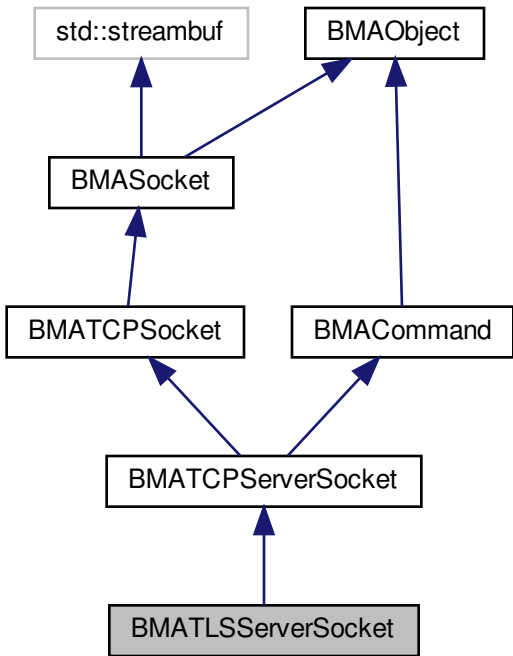 std::streambuf
BMAObject
BMASocket
BMATCPSocket
BMACommand
BMATCPServerSocket
BMATLSServerSocket